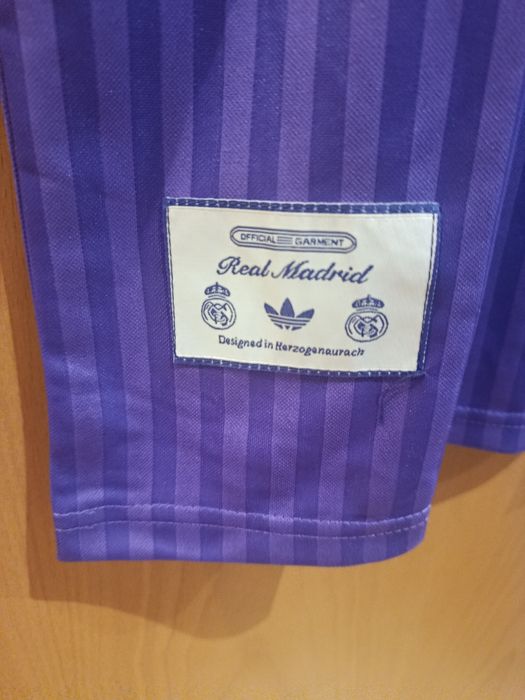 OFFICIAL GARMENT
Real Madrid
Designed in Herzogenaurach